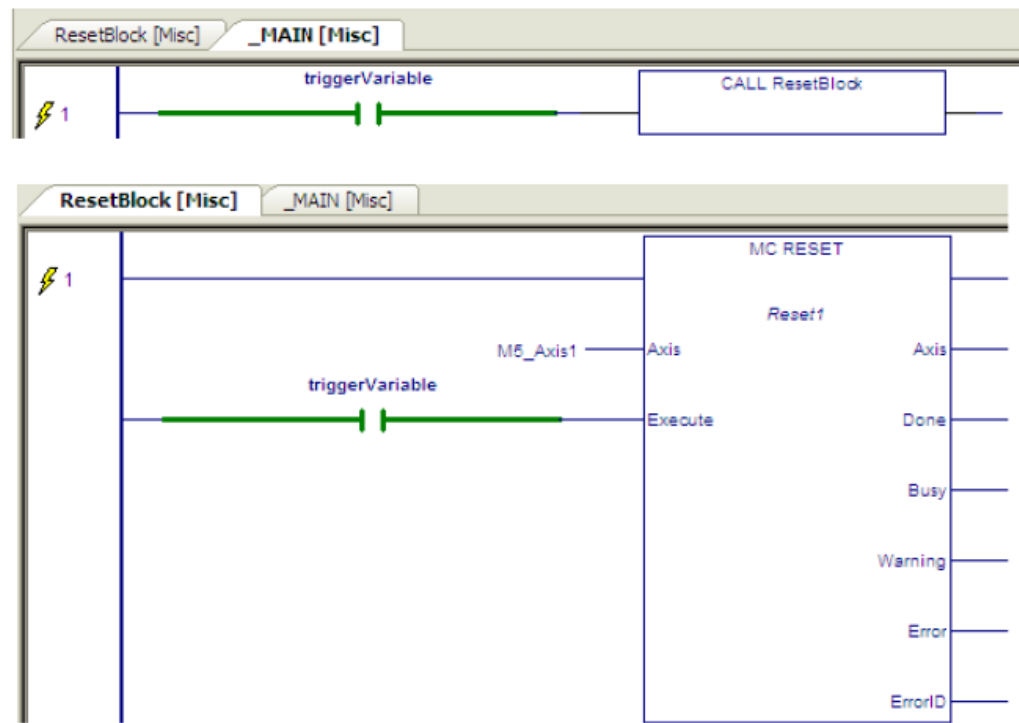 ResetBlock [Misc] _MAIN [Misc]
triggerVariable CALL ResetBlock
1
ResetBlock [Misc] _MAIN [Misc]
MC RESET
1
Reset1
M5_Axis1 Axis Axis
triggerVariable
Execute Done
Busy
Warning
Error
ErrorID